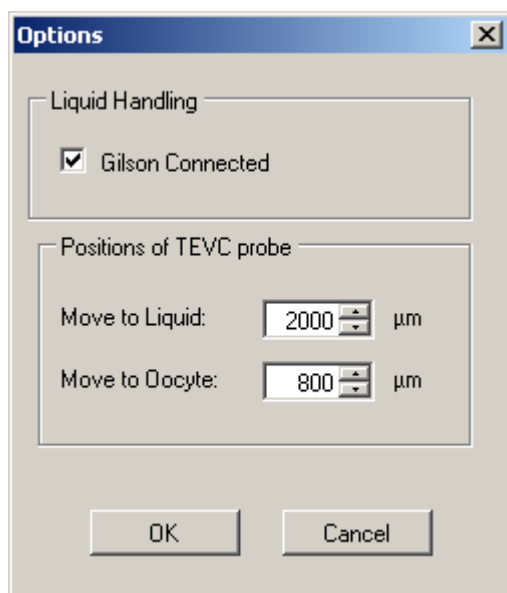 Options
Liquid Handling
Gilson Connected
Positions of TEVC probe
Move to Liquid: 2000 µm
Move to Oocyte: 800 µm
OK Cancel